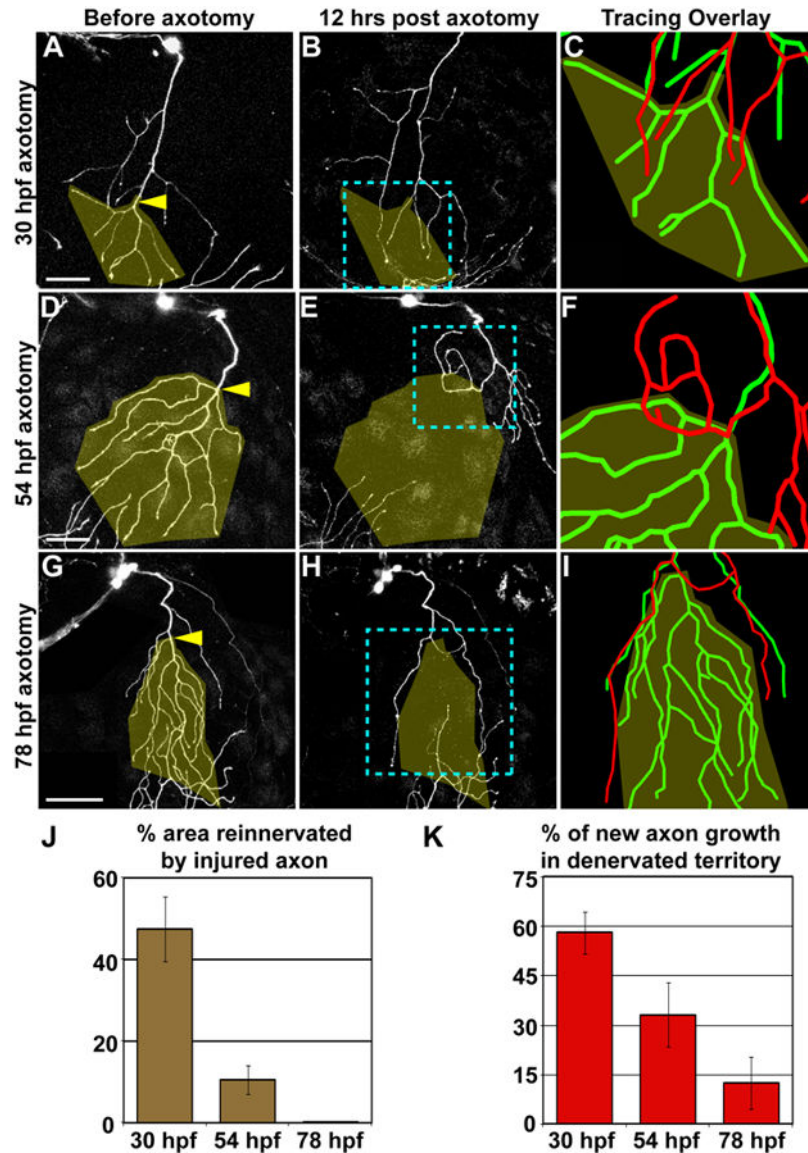 Before axotomy 12 hrs post axotomy Tracing Overlay
30 hpf axotomy
A B C
54 hpf axotomy
D E F
78 hpf axotomy
G H I
J % area reinnervated
by injured axon
60
40
20
0
30 hpf 54 hpf 78 hpf
K % of new axon growth
in denervated territory
75
60
45
30
15
0
30 hpf 54 hpf 78 hpf